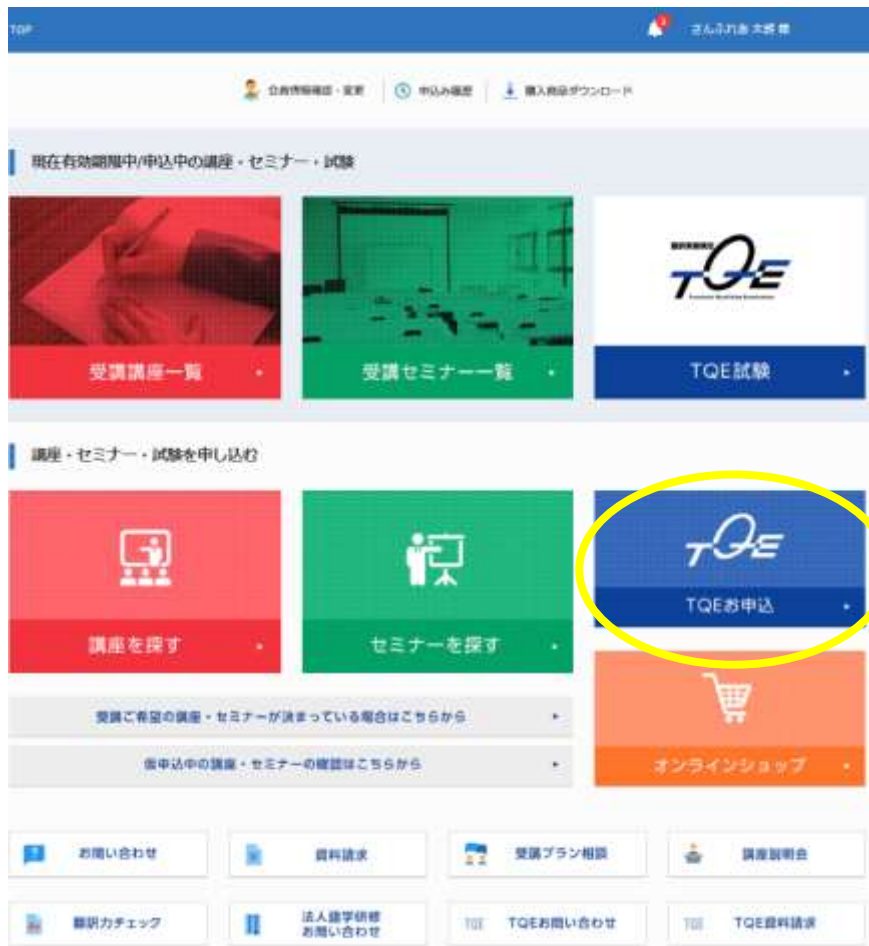 TOP
3
さんふれあ 太郎 様
会員情報確認・変更
申込み履歴
購入商品ダウンロード
現在有効期限中/申込中の講座・セミナー・試験
TQE
受講講座一覧
受講セミナー一覧
TQE試験
講座・セミナー・試験を申し込む
TQE
TQEお申込
講座を探す
セミナーを探す
受講ご希望の講座・セミナーが決まっている場合はこちらから
仮申込中の講座・セミナーの確認はこちらから
オンラインショップ
お問い合わせ
資料請求
受講プラン相談
講座説明会
翻訳力チェック
法人語学研修
お問い合わせ
TQE
TQEお問い合わせ
TQE
TQE資料請求